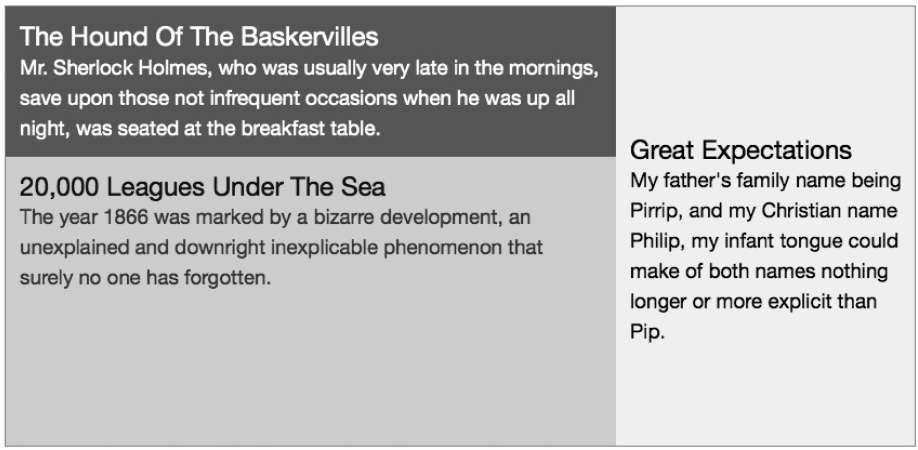 The Hound Of The Baskervilles
Mr. Sherlock Holmes, who was usually very late in the mornings,
save upon those not infrequent occasions when he was up all
night, was seated at the breakfast table.
20,000 Leagues Under The Sea
The year 1866 was marked by a bizarre development, an
unexplained and downright inexplicable phenomenon that
surely no one has forgotten.
Great Expectations
My father's family name being
Pirrip, and my Christian name
Philip, my infant tongue could
make of both names nothing
longer or more explicit than
Pip.